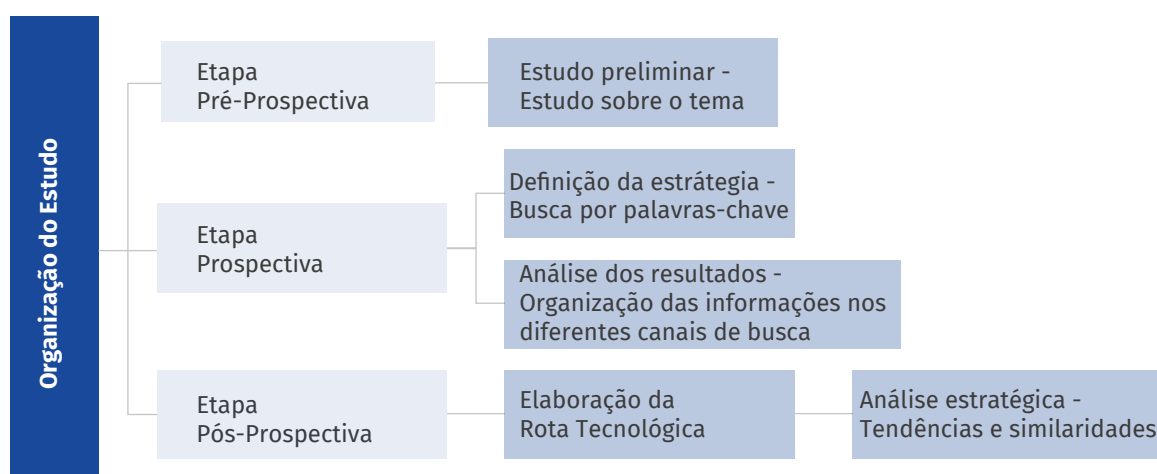 Organização do Estudo
Etapa
Pré-Prospectiva
Estudo preliminar -
Estudo sobre o tema
Etapa
Prospectiva
Definição da estrátegia -
Busca por palavras-chave
Análise dos resultados -
Organização das informações nos
diferentes canais de busca
Etapa
Pós-Prospectiva
Elaboração da
Rota Tecnológica
Análise estratégica -
Tendências e similaridades